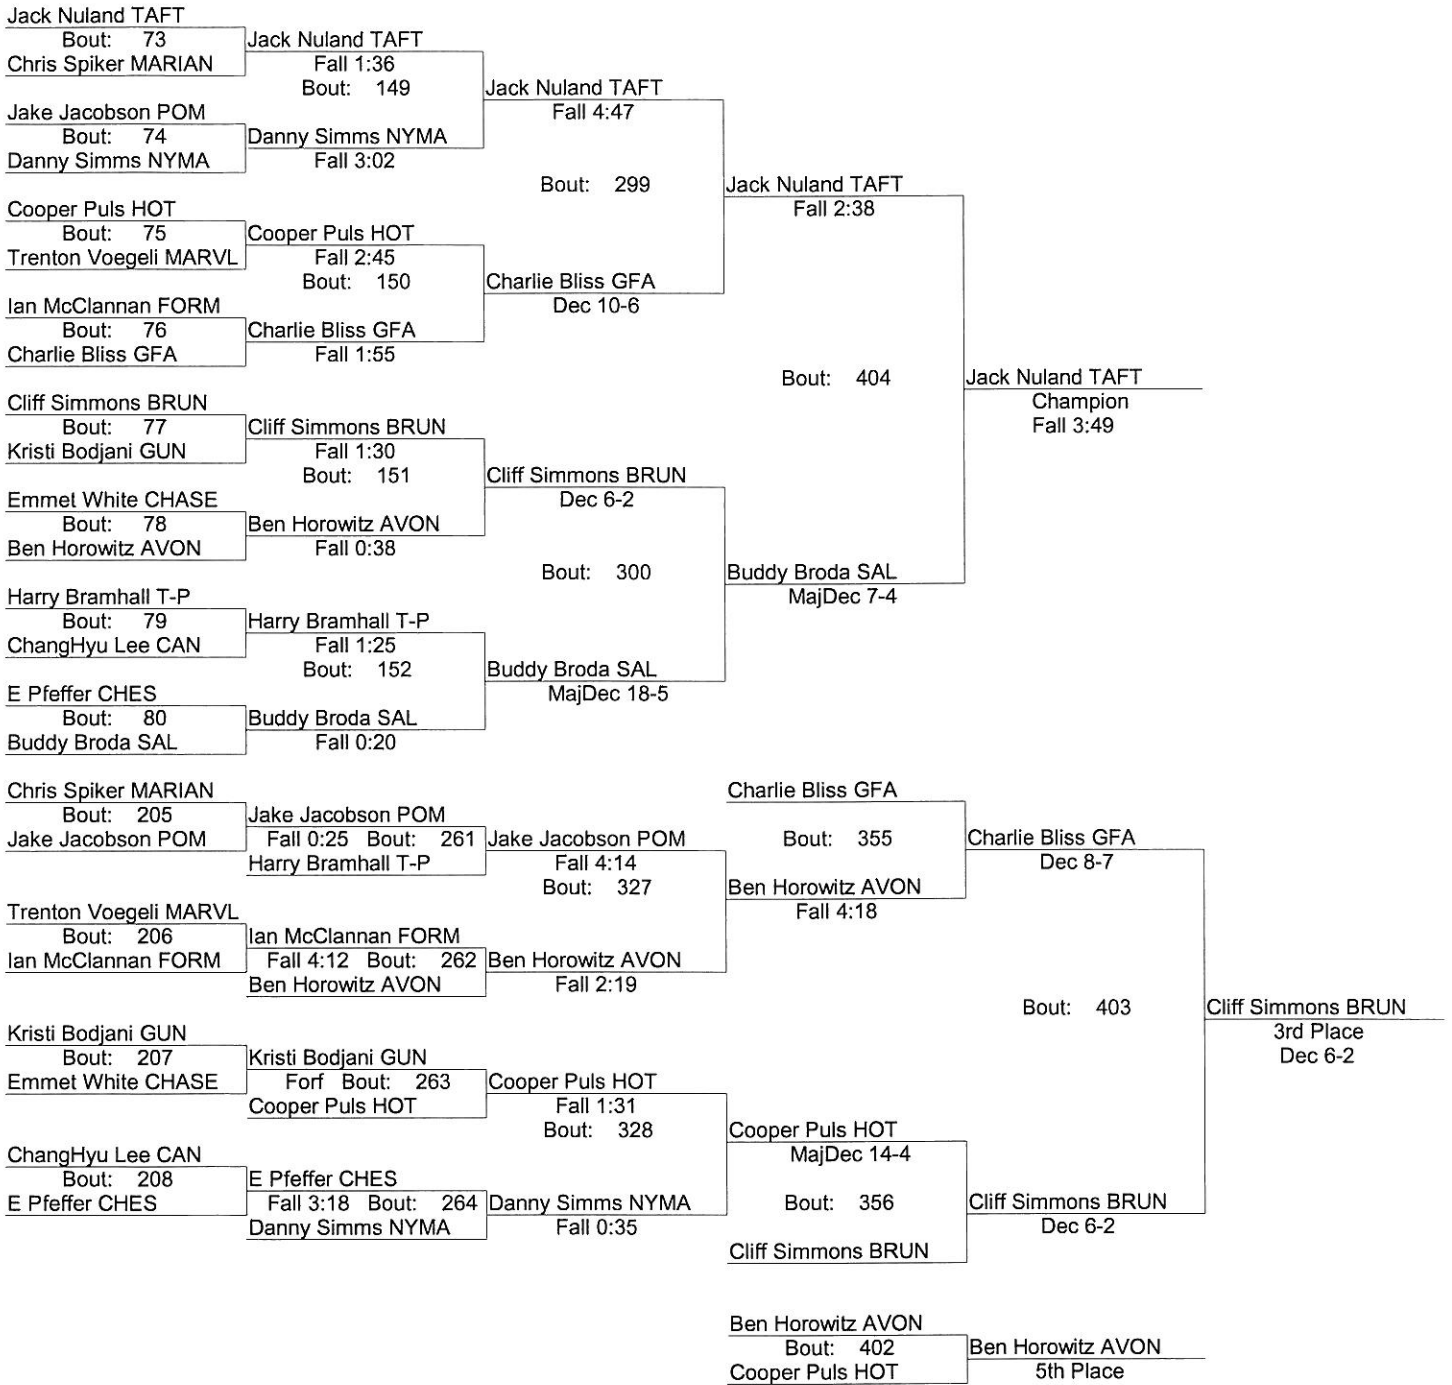 Jack Nuland TAFT
Bout: 73
Chris Spiker MARIAN
Jack Nuland TAFT
Fall 1:36
Bout: 149
Jake Jacobson POM
Bout: 74
Danny Simms NYMA
Danny Simms NYMA
Fall 3:02
Jack Nuland TAFT
Fall 4:47
Bout: 299
Cooper Puls HOT
Bout: 75
Trenton Voegeli MARVL
Cooper Puls HOT
Fall 2:45
Bout: 150
Ian McClannan FORM
Bout: 76
Charlie Bliss GFA
Charlie Bliss GFA
Fall 1:55
Charlie Bliss GFA
Dec 10-6
Jack Nuland TAFT
Fall 2:38
Bout: 404
Jack Nuland TAFT
Champion
Fall 3:49
Cliff Simmons BRUN
Bout: 77
Kristi Bodjani GUN
Cliff Simmons BRUN
Fall 1:30
Bout: 151
Emmet White CHASE
Bout: 78
Ben Horowitz AVON
Ben Horowitz AVON
Fall 0:38
Cliff Simmons BRUN
Dec 6-2
Bout: 300
Harry Bramhall T-P
Bout: 79
ChangHyu Lee CAN
Harry Bramhall T-P
Fall 1:25
Bout: 152
E Pfeffer CHES
Bout: 80
Buddy Broda SAL
Buddy Broda SAL
Fall 0:20
Buddy Broda SAL
MajDec 18-5
Buddy Broda SAL
MajDec 7-4
Chris Spiker MARIAN
Bout: 205
Jake Jacobson POM
Jake Jacobson POM
Fall 0:25 Bout: 261
Harry Bramhall T-P
Jake Jacobson POM
Fall 4:14
Bout: 327
Trenton Voegeli MARVL
Bout: 206
Ian McClannan FORM
Ian McClannan FORM
Fall 4:12 Bout: 262
Ben Horowitz AVON
Ben Horowitz AVON
Fall 2:19
Charlie Bliss GFA
Bout: 355
Ben Horowitz AVON
Fall 4:18
Charlie Bliss GFA
Dec 8-7
Bout: 403
Cliff Simmons BRUN
3rd Place
Dec 6-2
Kristi Bodjani GUN
Bout: 207
Emmet White CHASE
Kristi Bodjani GUN
Forf Bout: 263
Cooper Puls HOT
Cooper Puls HOT
Fall 1:31
Bout: 328
ChangHyu Lee CAN
Bout: 208
E Pfeffer CHES
E Pfeffer CHES
Fall 3:18 Bout: 264
Danny Simms NYMA
Danny Simms NYMA
Fall 0:35
Cooper Puls HOT
MajDec 14-4
Bout: 356
Cliff Simmons BRUN
Cliff Simmons BRUN
Dec 6-2
Ben Horowitz AVON
Bout: 402
Cooper Puls HOT
Ben Horowitz AVON
5th Place